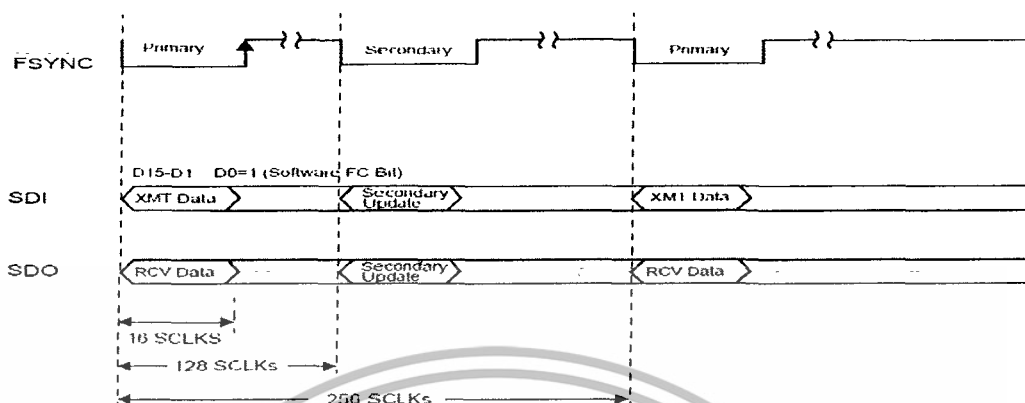 Primary
Secondary
Primary
FSYNC
D15-D1 D0=1 (Software FC Bit)
SDI
XMT Data
Secondary
Update
XMT Data
SDO
RCV Data
Secondary
Update
RCV Data
16 SCLKS
128 SCLKs
256 SCLKs